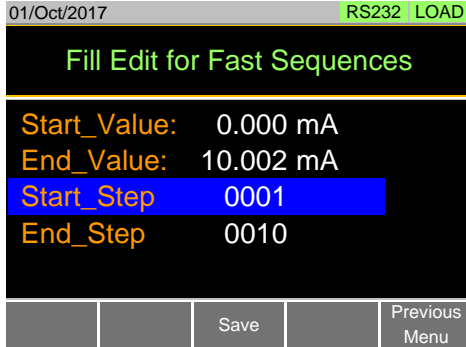 01/Oct/2017 RS232 LOAD
Fill Edit for Fast Sequences
Start_Value: 0.000 mA
End_Value: 10.002 mA
Start_Step 0001
End_Step 0010
Save Previous Menu